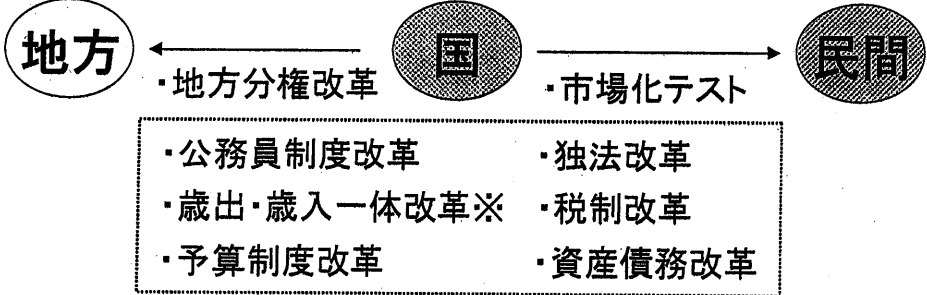 地方 国 民間
・地方分権改革 ・市場化テスト
・公務員制度改革 ・独法改革
・歳出・歳入一体改革※ ・税制改革
・予算制度改革 ・資産債務改革